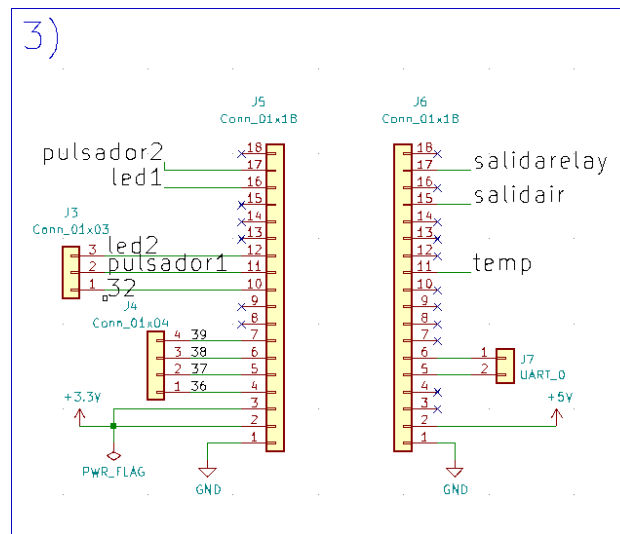 3)
J5
Conn_01x18
J6
Conn_01x18
pulsador2
led1
18
17
16
15
14
13
12
11
10
9
8
7
6
5
4
3
2
1
18
17
16
15
14
13
12
11
10
9
8
7
6
5
4
3
2
1
salidarelay
salidair
temp
J3
Conn_01x03
3
2
1
led2
pulsador1
32
J4
Conn_01x04
4
3
2
1
39
38
37
36
1
2
J7
UART_0
+3.3V
PWR_FLAG
GND
+5V
GND